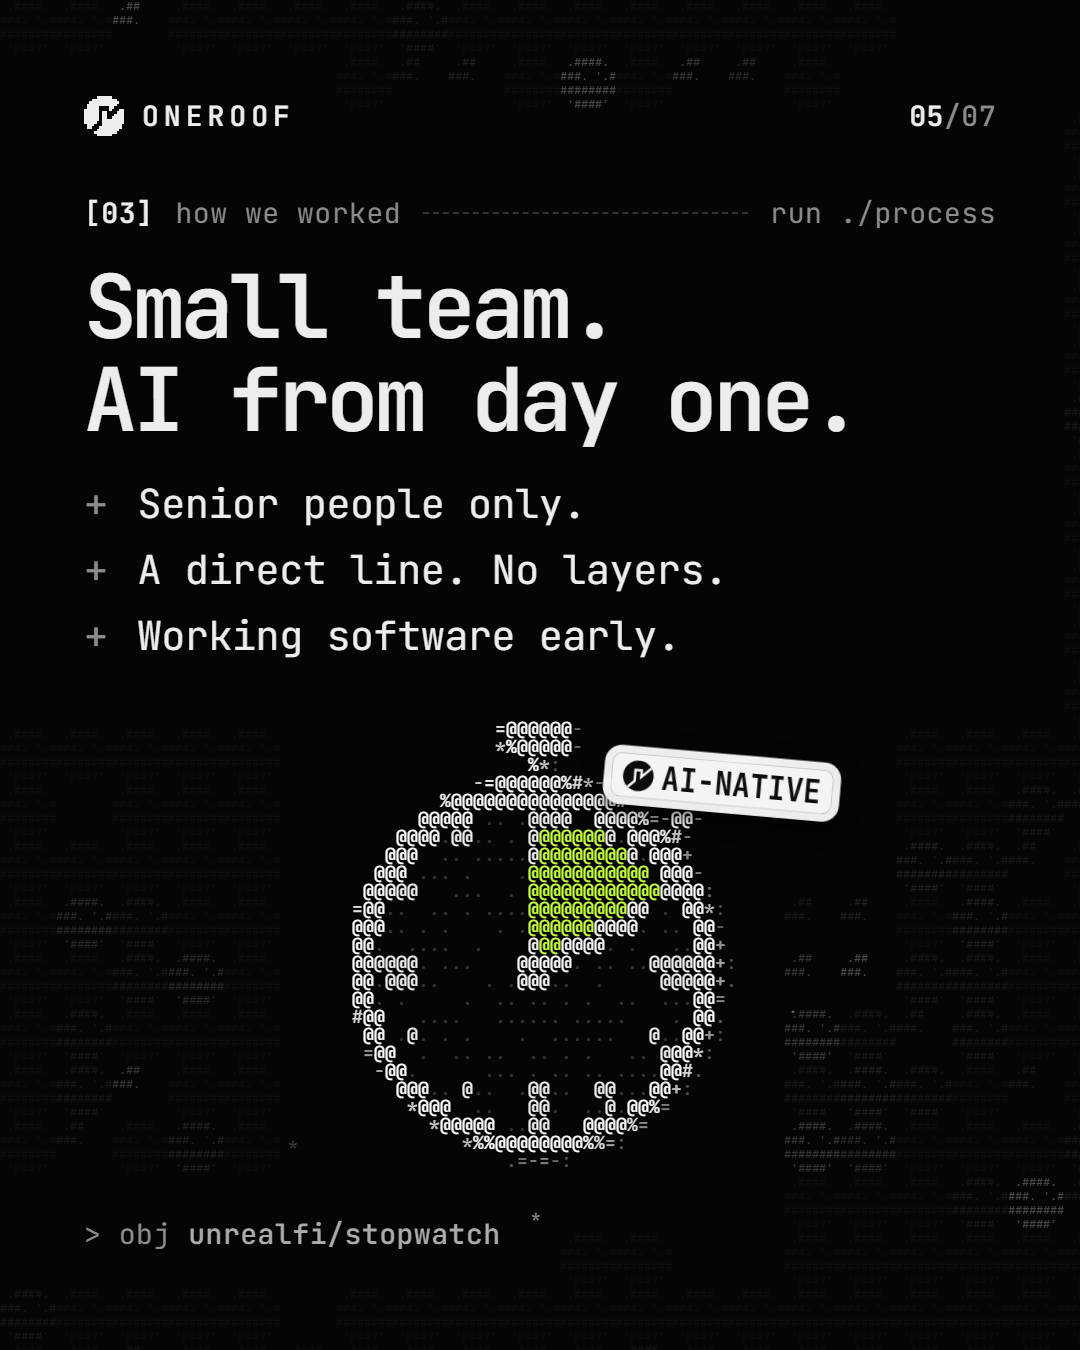 ONEROOF
05/07
[03] how we worked run ./process
Small team.
AI from day one.
+ Senior people only.
+ A direct line. No layers.
+ Working software early.
AI-NATIVE
> obj unrealfi/stopwatch